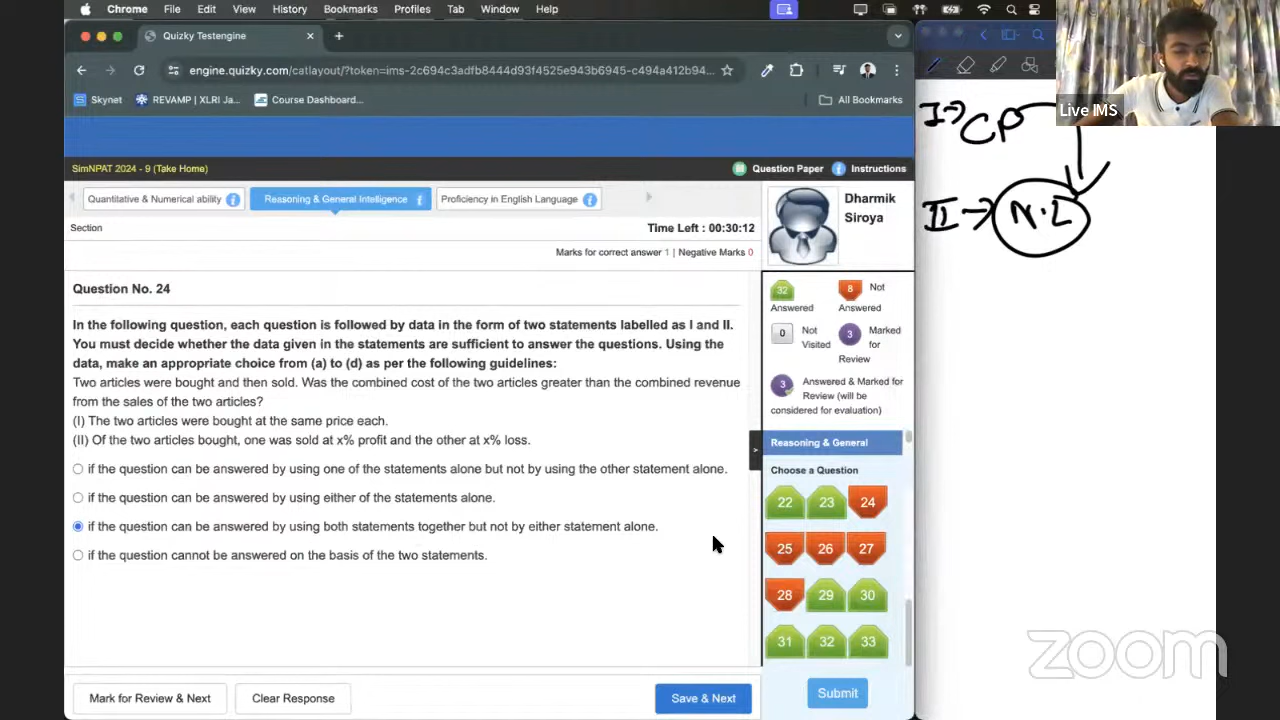 Chrome File Edit View History Bookmarks Profiles Tab Window Help
Quizky Testengine
engine.quizky.com/catlayout/?token=ims-2c694c3adfb8444d93f4525e943b6945-c494a412b94...
Skynet REVAMP | XLRI Ja... Course Dashboard... All Bookmarks
SimNPAT 2024 - 9 (Take Home) Question Paper Instructions
Quantitative & Numerical ability Reasoning & General Intelligence Proficiency in English Language
Dharmik Siroya
Section Time Left : 00:30:12
Marks for correct answer 1 | Negative Marks 0
Question No. 24
In the following question, each question is followed by data in the form of two statements labelled as I and II.
You must decide whether the data given in the statements are sufficient to answer the questions. Using the
data, make an appropriate choice from (a) to (d) as per the following guidelines:
Two articles were bought and then sold. Was the combined cost of the two articles greater than the combined revenue
from the sales of the two articles?
(I) The two articles were bought at the same price each.
(II) Of the two articles bought, one was sold at x% profit and the other at x% loss.
if the question can be answered by using one of the statements alone but not by using the other statement alone.
if the question can be answered by using either of the statements alone.
if the question can be answered by using both statements together but not by either statement alone.
if the question cannot be answered on the basis of the two statements.
Mark for Review & Next Clear Response Save & Next
32 Answered
8 Not Answered
0 Not Visited
3 Marked for Review
3 Answered & Marked for Review (will be considered for evaluation)
Reasoning & General
Choose a Question
22 23 24
25 26 27
28 29 30
31 32 33
Submit
I→ CP
II→ N.L
Live IMS
zoom